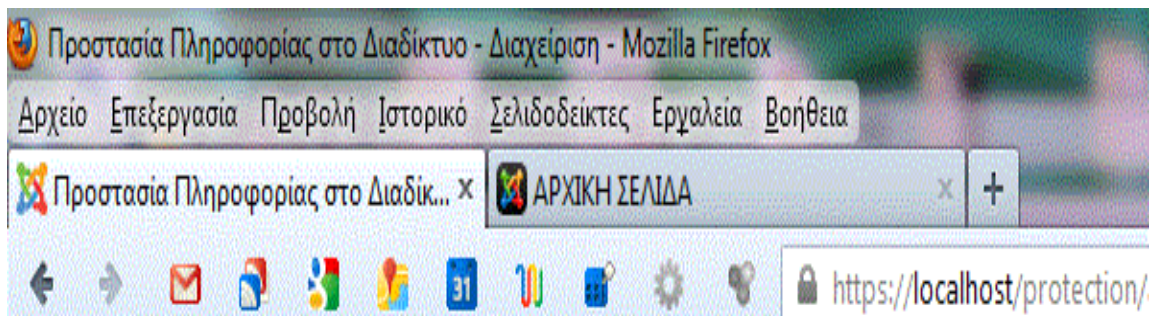 Προστασία Πληροφορίας στο Διαδίκτυο - Διαχείριση - Mozilla Firefox
Αρχείο Επεξεργασία Προβολή Ιστορικό Σελιδοδείκτες Εργαλεία Βοήθεια
Προστασία Πληροφορίας στο Διαδίκ... × ΑΡΧΙΚΗ ΣΕΛΙΔΑ × +
31 https://localhost/protection/